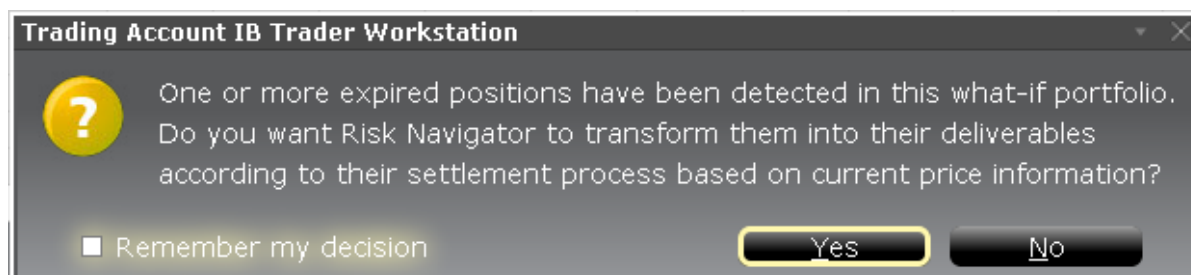 Trading Account IB Trader Workstation
?
One or more expired positions have been detected in this what-if portfolio.
Do you want Risk Navigator to transform them into their deliverables
according to their settlement process based on current price information?
Remember my decision Yes No